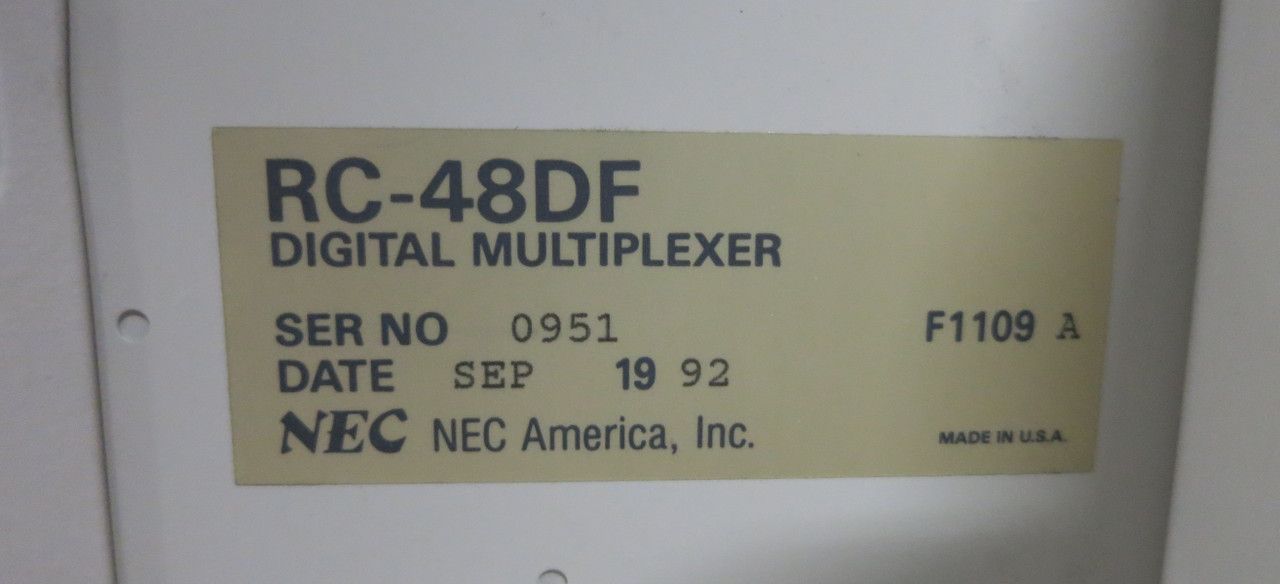 RC-48DF
DIGITAL MULTIPLEXER
SER NO 0951 F1109 A
DATE SEP 19 92
NEC NEC America, Inc. MADE IN U.S.A.